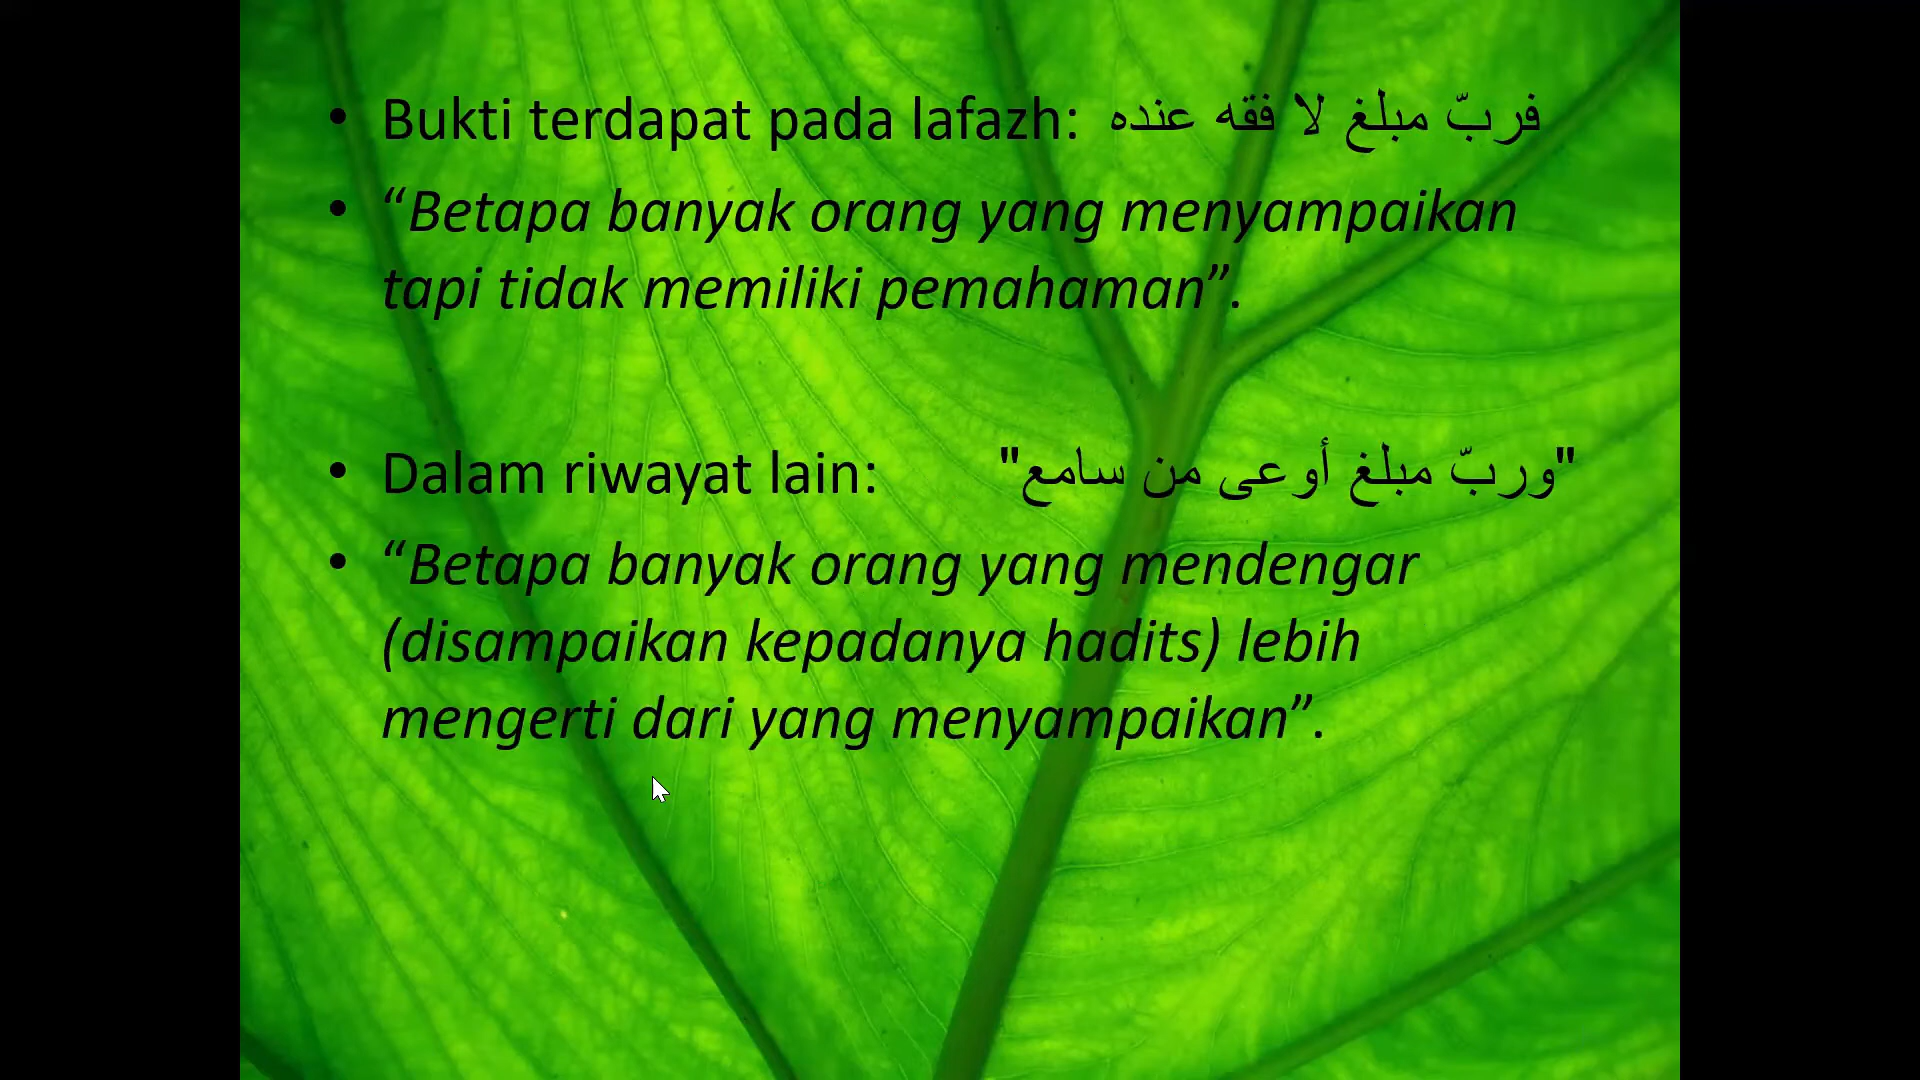 • Bukti terdapat pada lafazh: فربّ مبلغ لا فقه عنده
• “Betapa banyak orang yang menyampaikan
tapi tidak memiliki pemahaman”.
• Dalam riwayat lain: "وربّ مبلغ أوعى من سامع"
• “Betapa banyak orang yang mendengar
(disampaikan kepadanya hadits) lebih
mengerti dari yang menyampaikan”.